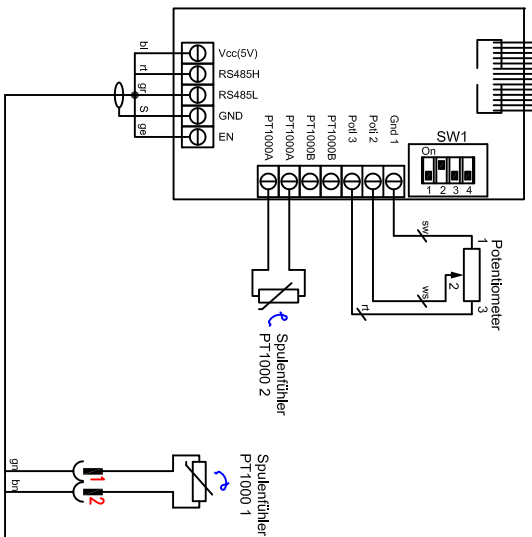 bl
rt
gr
S
ge
Vcc(5V)
RS485H
RS485L
GND
EN
PT1000A
PT1000A
PT1000B
PT1000B
Poti 3
Poti 2
Gnd 1
SW1
On
1 2 3 4
sw
ws
rt
1
2
3
Potentiometer
Spulenfühler
PT1000 2
Spulenfühler
PT1000 1
1
2
gn
bn